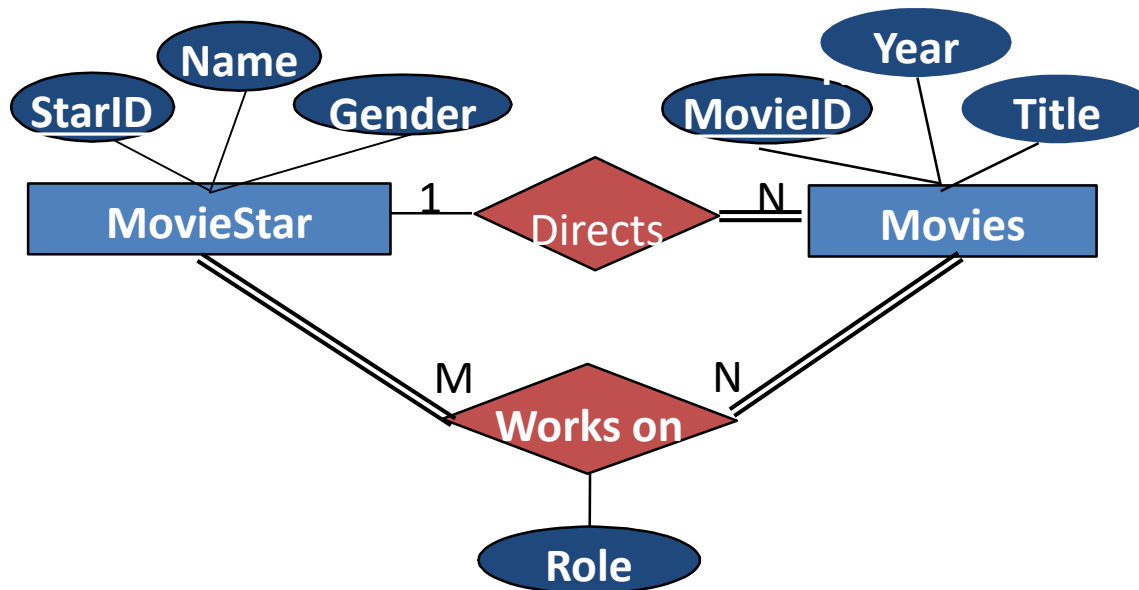 Name
Year
StarID
Gender
MovieID
Title
MovieStar
1
Directs
N
Movies
M
N
Works on
Role